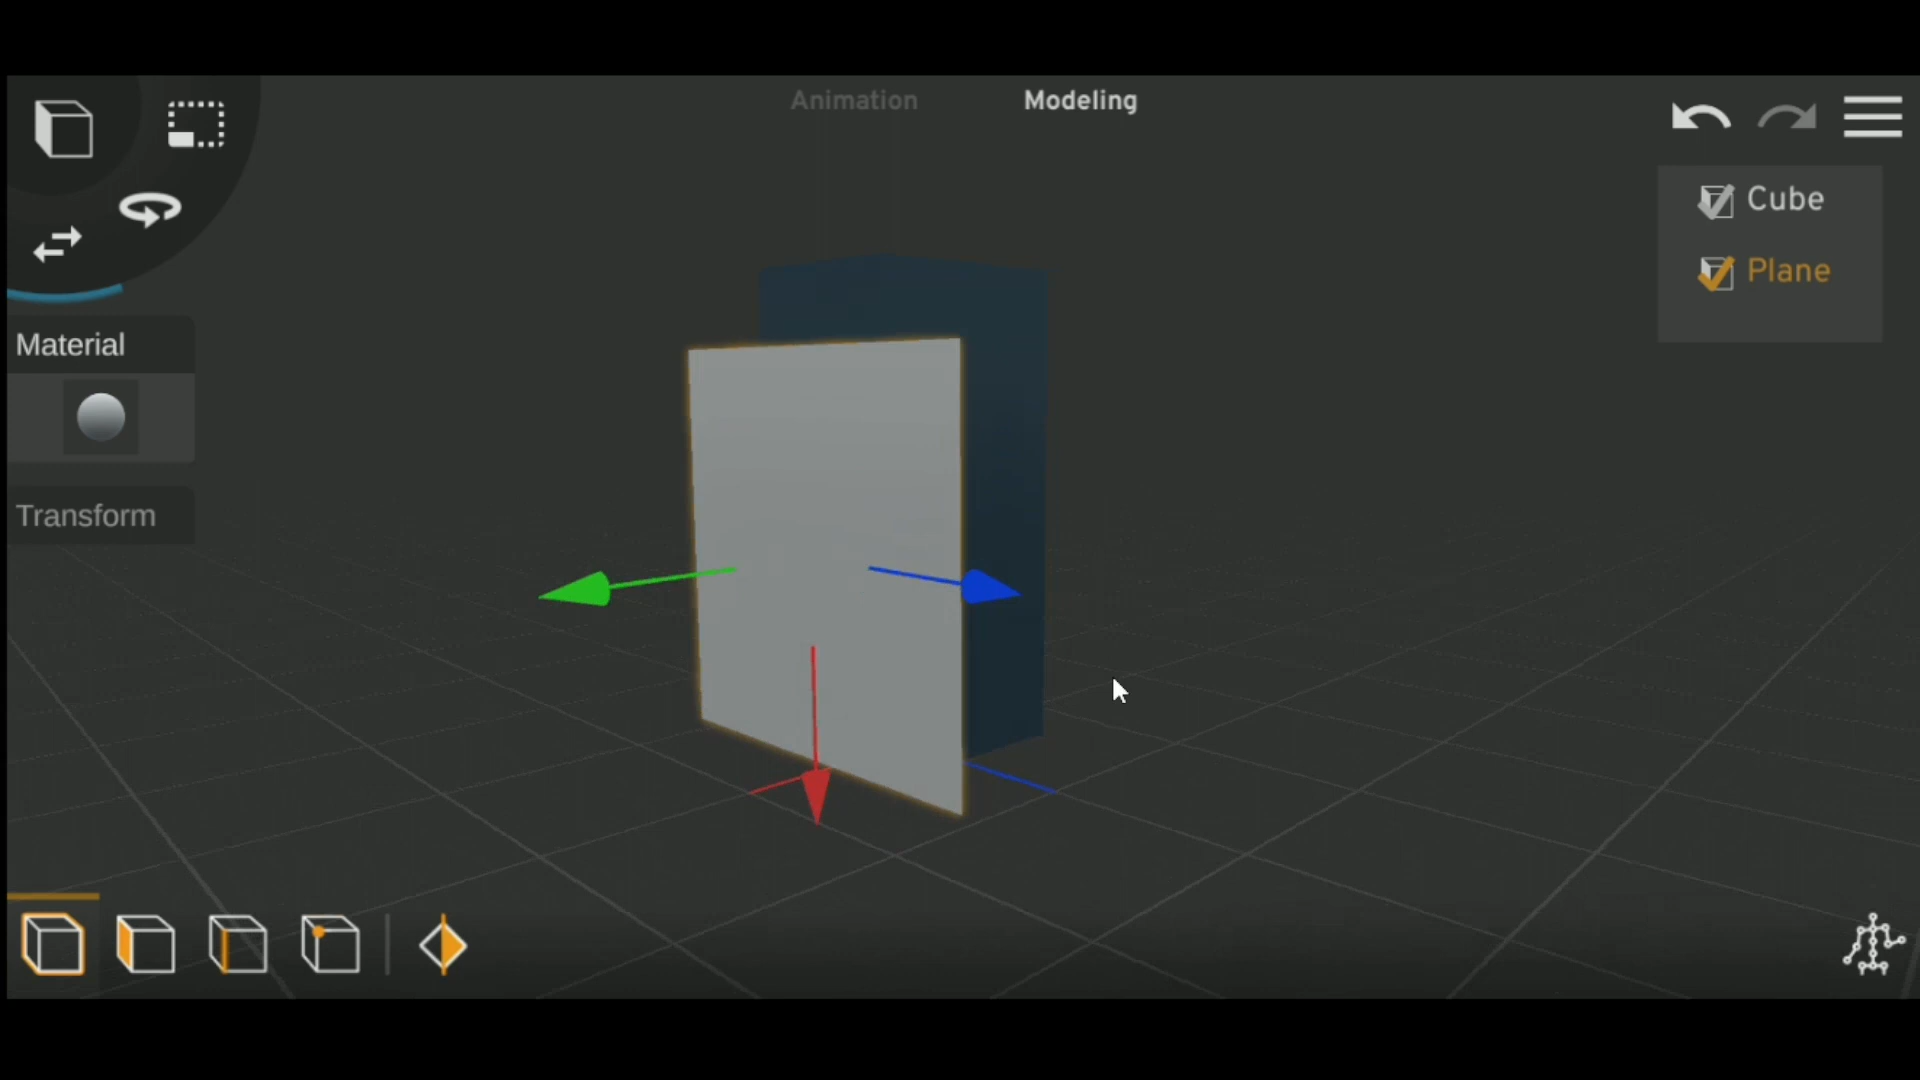 Animation
Modeling
Cube
Plane
Material
Transform